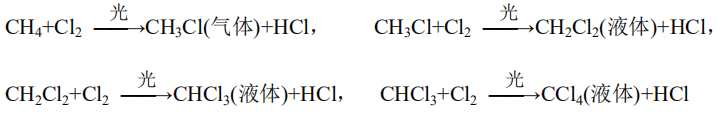 CH₄+Cl₂ —光→ CH₃Cl(气体)+HCl， CH₃Cl+Cl₂ —光→ CH₂Cl₂(液体)+HCl，
CH₂Cl₂+Cl₂ —光→ CHCl₃(液体)+HCl， CHCl₃+Cl₂ —光→ CCl₄(液体)+HCl